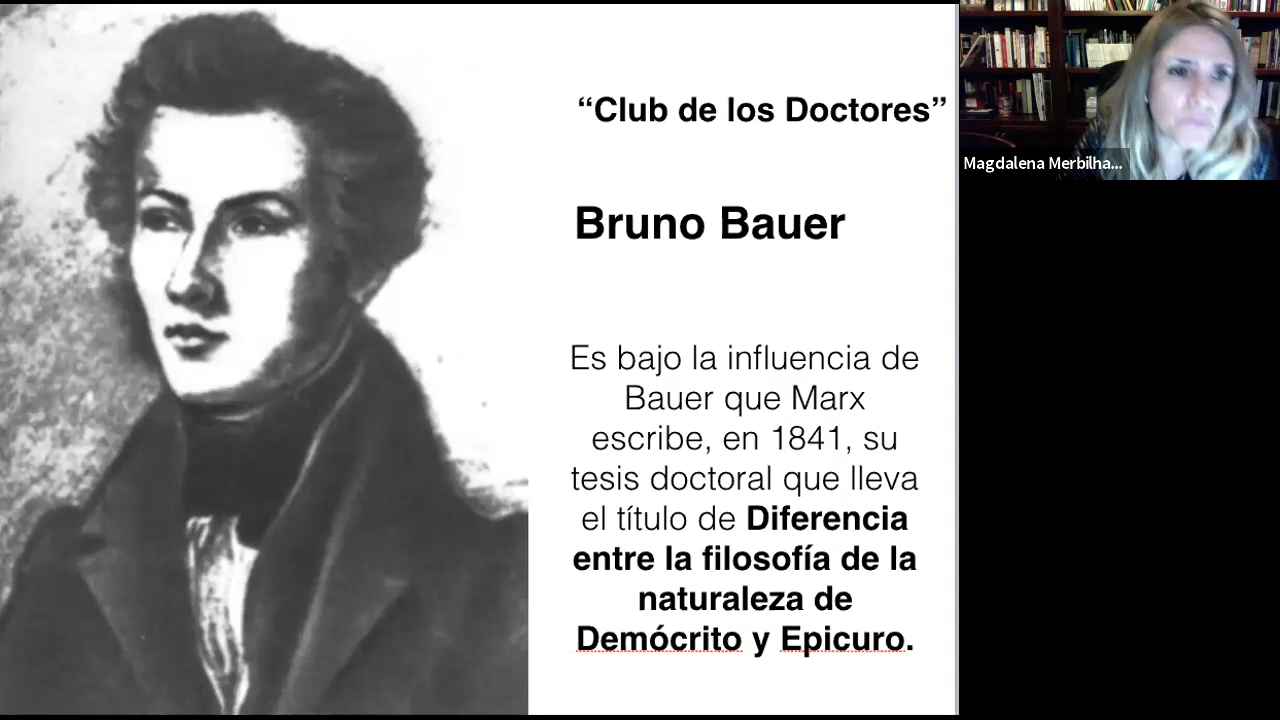 “Club de los Doctores”
Bruno Bauer
Es bajo la influencia de
Bauer que Marx
escribe, en 1841, su
tesis doctoral que lleva
el título de Diferencia
entre la filosofía de la
naturaleza de
Demócrito y Epicuro.
Magdalena Merbilha...